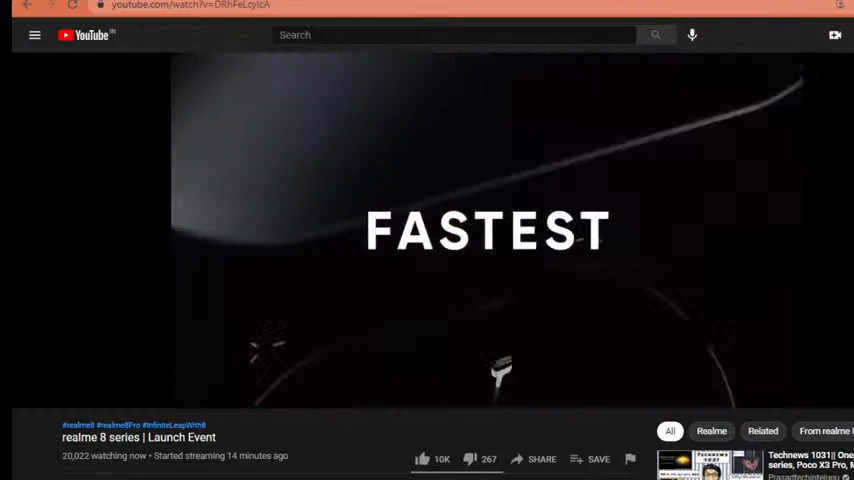 youtube.com/watch?v=DRhFeLcyIcA
YouTube IN
Search
FASTEST
#realme8 #realme8Pro #InfiniteLeapWith8
realme 8 series | Launch Event
20,022 watching now • Started streaming 14 minutes ago
10K 267 SHARE SAVE
All Realme Related From realme
Technews 1031|| One
series, Poco X3 Pro, M
Prasadtechintelugu